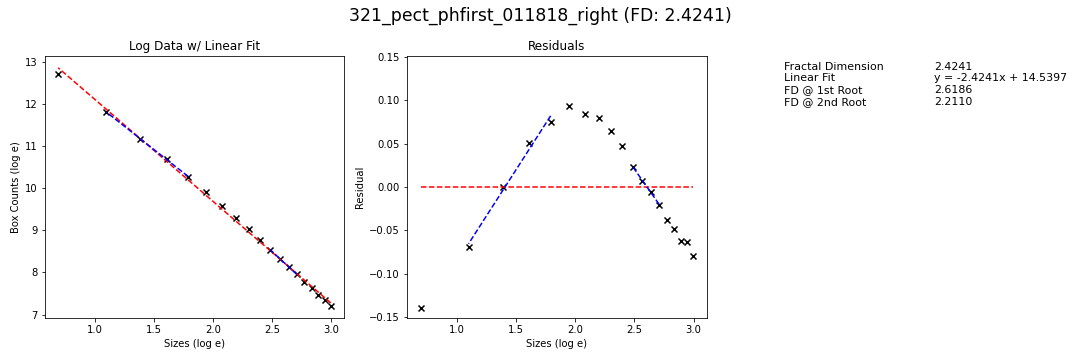 321_pect_phfirst_011818_right (FD: 2.4241)
Log Data w/ Linear Fit
13
12
11
10
9
8
7
Box Counts (log e)
1.0 1.5 2.0 2.5 3.0
Sizes (log e)
Residuals
0.15
0.10
0.05
0.00
−0.05
−0.10
−0.15
Residual
1.0 1.5 2.0 2.5 3.0
Sizes (log e)
Fractal Dimension 2.4241
Linear Fit y = -2.4241x + 14.5397
FD @ 1st Root 2.6186
FD @ 2nd Root 2.2110